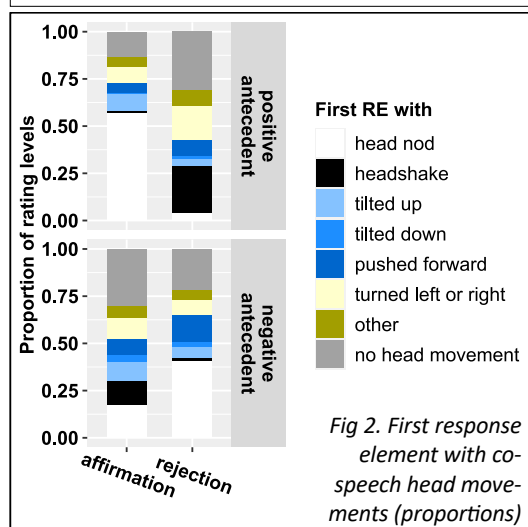 1.00
0.75
0.50
0.25
0.00
positive
antecedent
1.00
0.75
0.50
0.25
0.00
negative
antecedent
Proportion of rating levels
affirmation
rejection
First RE with
head nod
headshake
tilted up
tilted down
pushed forward
turned left or right
other
no head movement
Fig 2. First response
element with co-
speech head move-
ments (proportions)